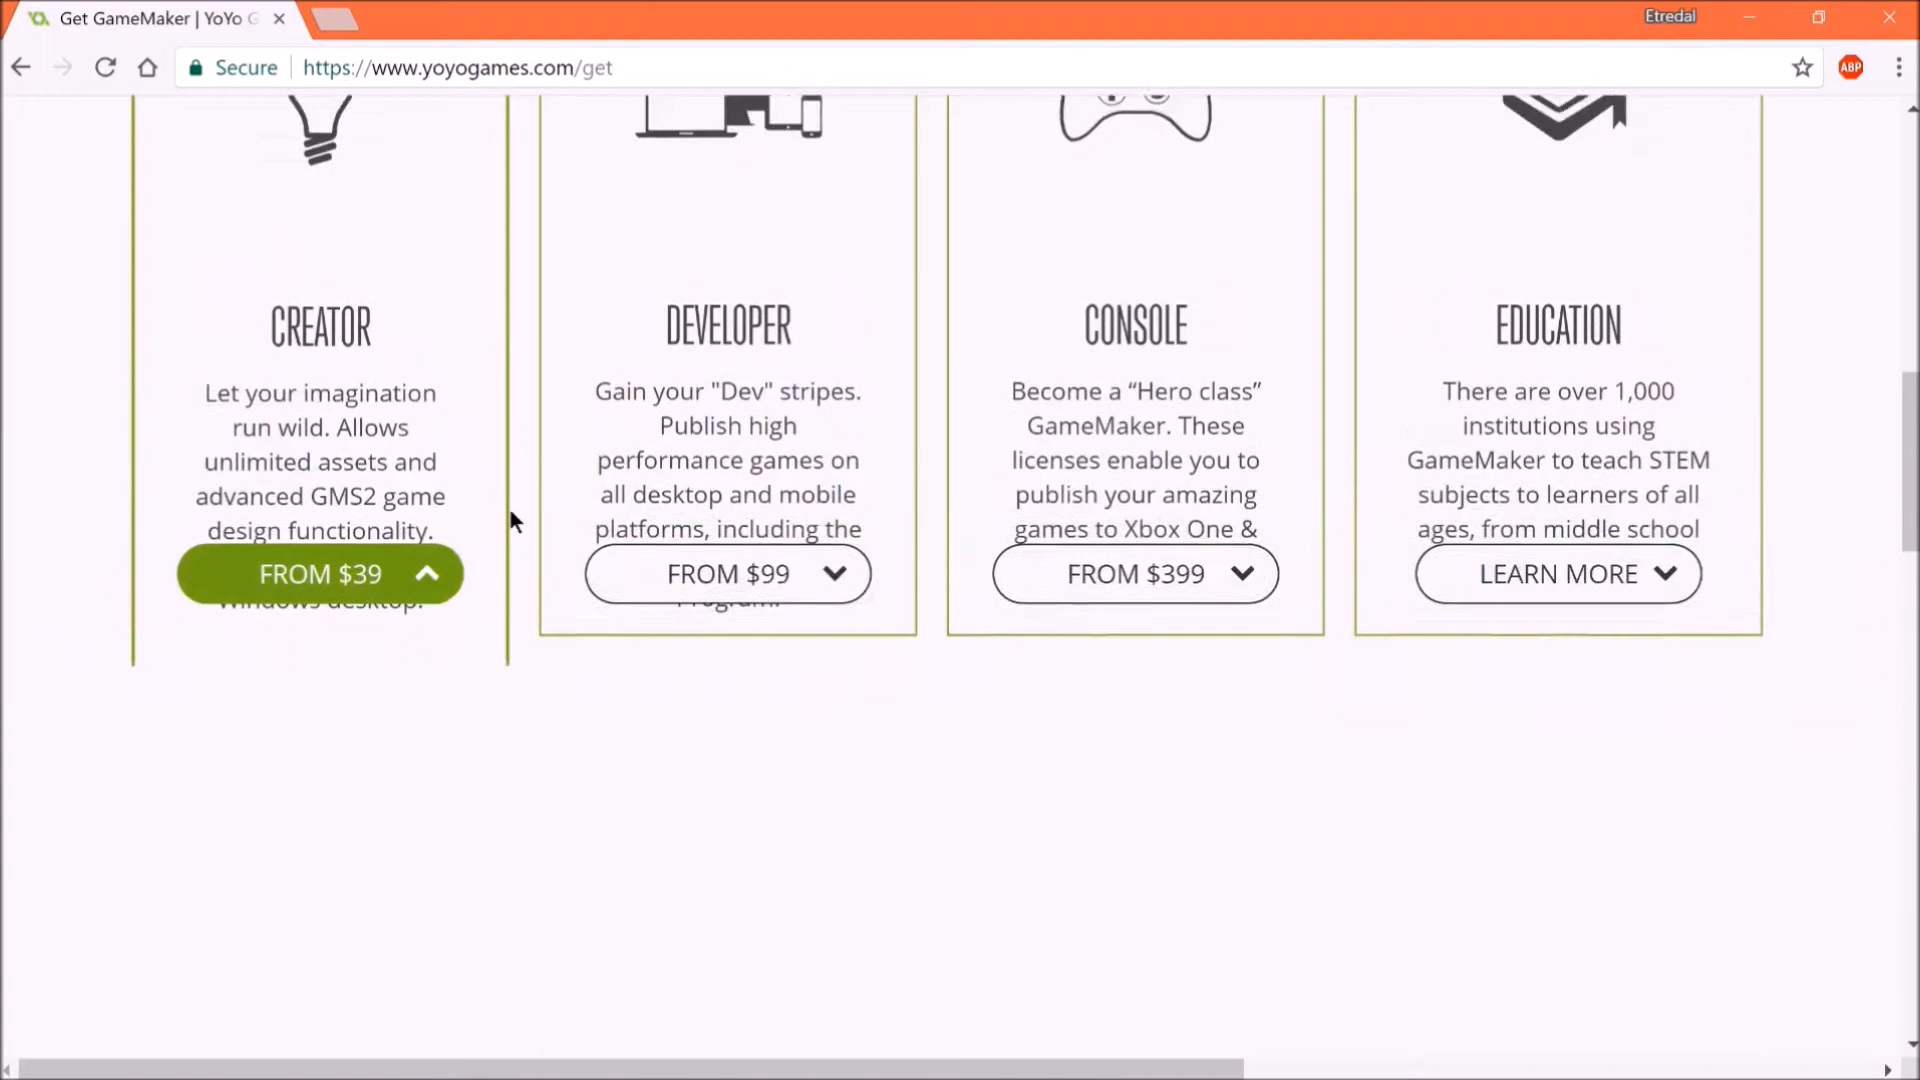 Get GameMaker | YoYo G
Etredal
Secure
https://www.yoyogames.com/get
ABP
CREATOR
Let your imagination
run wild. Allows
unlimited assets and
advanced GMS2 game
design functionality.
FROM $39
Windows desktop.
DEVELOPER
Gain your "Dev" stripes.
Publish high
performance games on
all desktop and mobile
platforms, including the
FROM $99
Program.
CONSOLE
Become a “Hero class”
GameMaker. These
licenses enable you to
publish your amazing
games to Xbox One &
FROM $399
EDUCATION
There are over 1,000
institutions using
GameMaker to teach STEM
subjects to learners of all
ages, from middle school
LEARN MORE